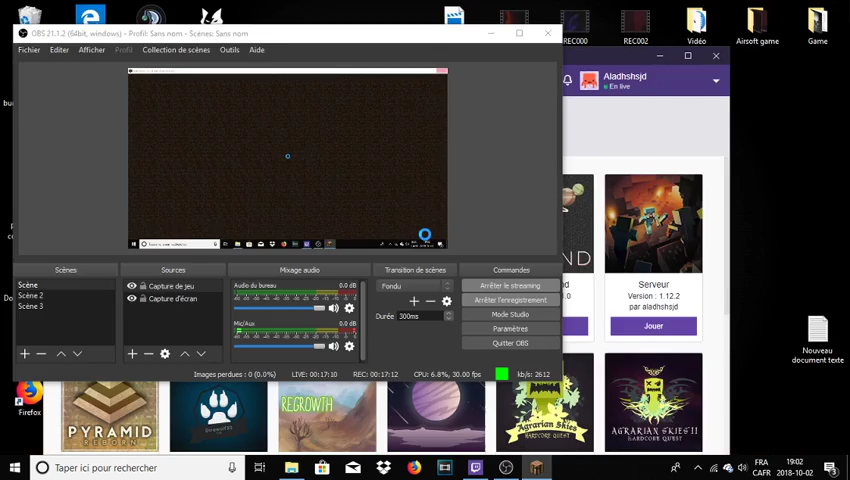 OBS 21.1.2 (64bit, windows) - Profil: Sans nom - Scènes: Sans nom
Fichier Editer Afficher Profil Collection de scènes Outils Aide
REC000
REC002
Vidéo
Airsoft game
Game
Aladhshsjd
En live
Scènes
Sources
Mixage audio
Transition de scènes
Commandes
Scène
Scène 2
Scène 3
Capture de jeu
Capture d'écran
Audio du bureau 0.0 dB
Mic/Aux 0.0 dB
Fondu
Durée 300ms
Arrêter le streaming
Arrêter l'enregistrement
Mode Studio
Paramètres
Quitter OBS
Images perdues : 0 (0.0%) LIVE: 00:17:10 REC: 00:17:12 CPU: 6.8%, 30.00 fps kb/s: 2612
Serveur
Version : 1.12.2
par aladhshsjd
Jouer
Nouveau
document texte
Firefox
PYRAMID
REBORN
REGROWTH
Agrarian Skies
HARDCORE QUEST
AGRARIAN SKIES II
HARDCORE QUEST
Taper ici pour rechercher
FRA
CAFR
19:02
2018-10-02
3